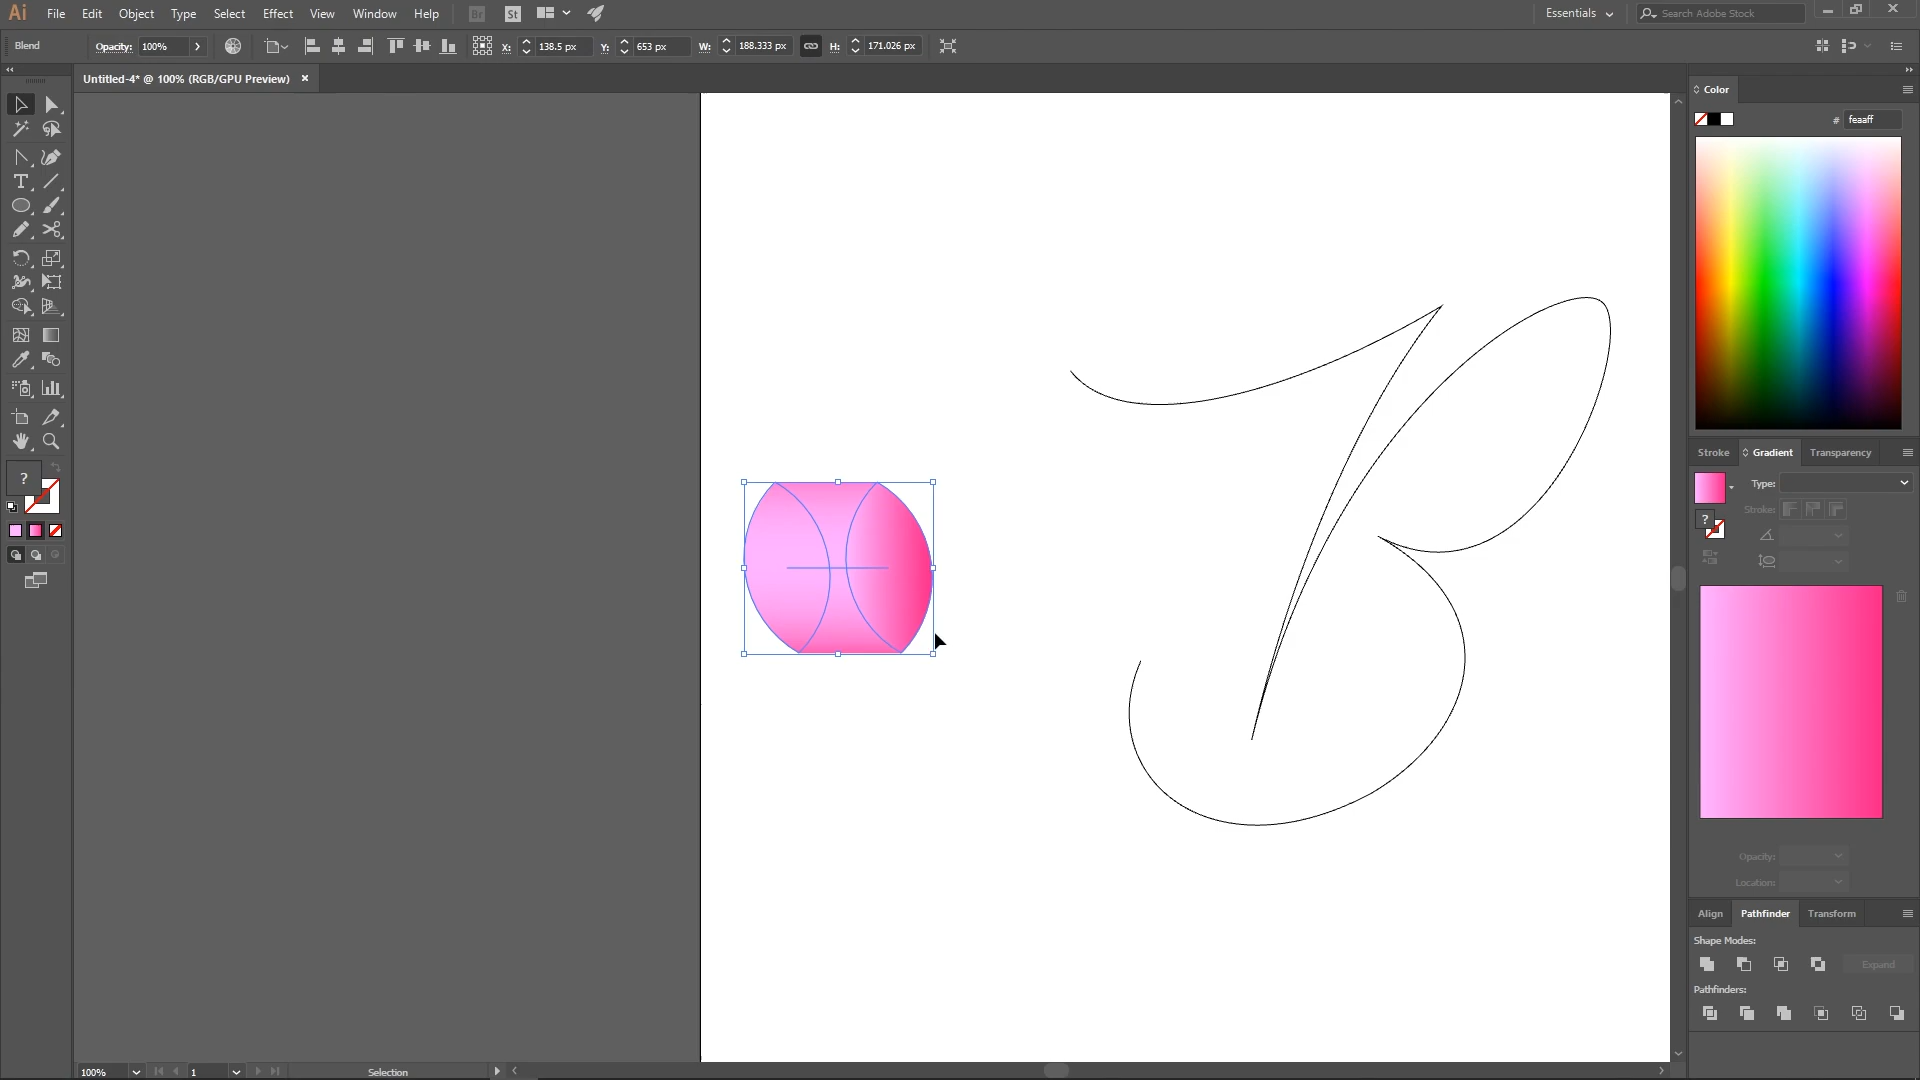 Ai File Edit Object Type Select Effect View Window Help Br St Essentials Search Adobe Stock
Blend Opacity: 100% X: 138.5 px Y: 653 px W: 188.333 px H: 171.026 px
Untitled-4* @ 100% (RGB/GPU Preview) ×
Color
# feaaff
Stroke Gradient Transparency
Type:
Stroke:
?
?
Opacity:
Location:
Align Pathfinder Transform
Shape Modes:
Expand
Pathfinders:
100% 1 Selection